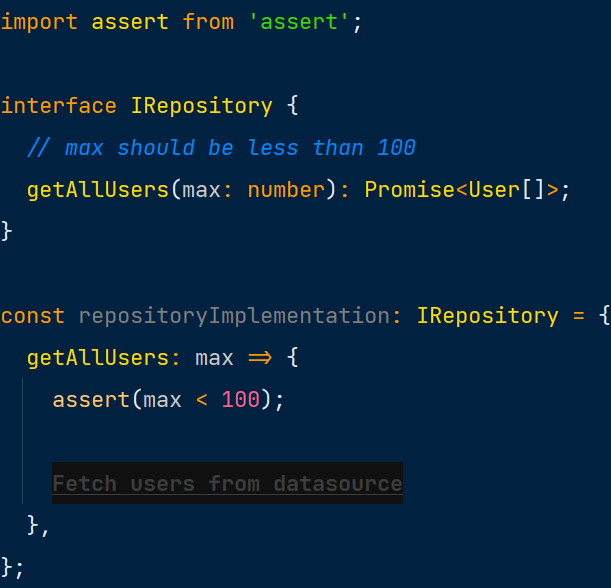 import assert from 'assert';
interface IRepository {
// max should be less than 100
getAllUsers(max: number): Promise<User[]>;
}
const repositoryImplementation: IRepository = {
getAllUsers: max => {
assert(max < 100);
Fetch users from datasource
},
};